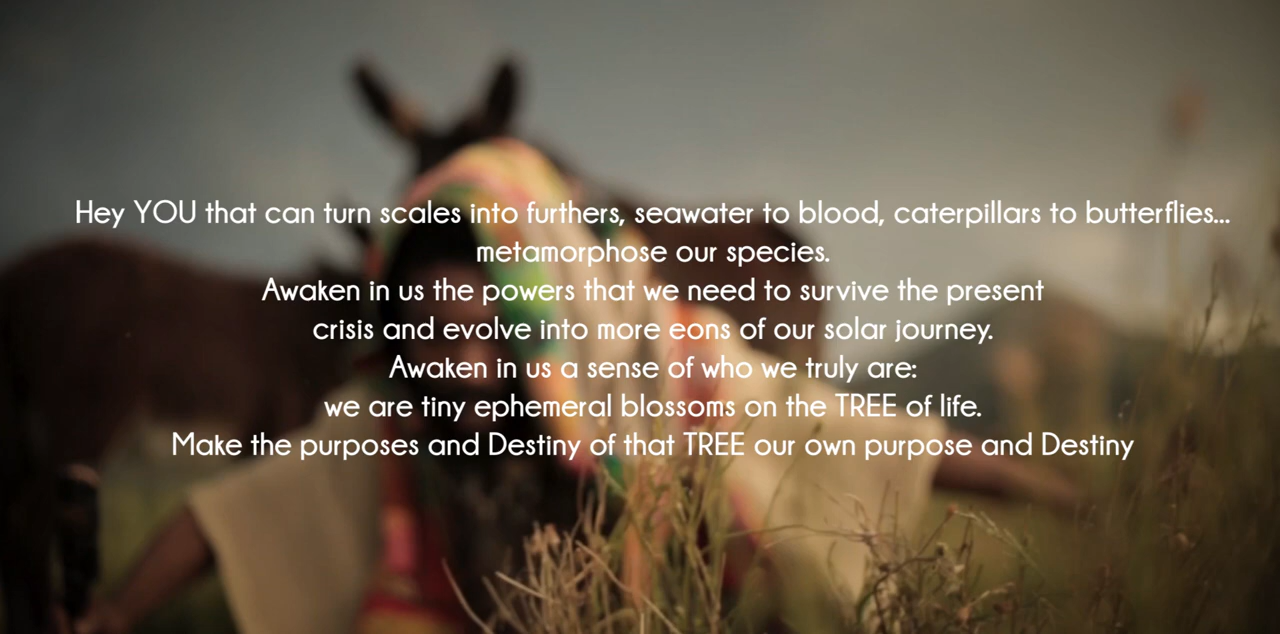 Hey YOU that can turn scales into furthers, seawater to blood, caterpillars to butterflies...
metamorphose our species.
Awaken in us the powers that we need to survive the present
crisis and evolve into more eons of our solar journey.
Awaken in us a sense of who we truly are:
we are tiny ephemeral blossoms on the TREE of life.
Make the purposes and Destiny of that TREE our own purpose and Destiny